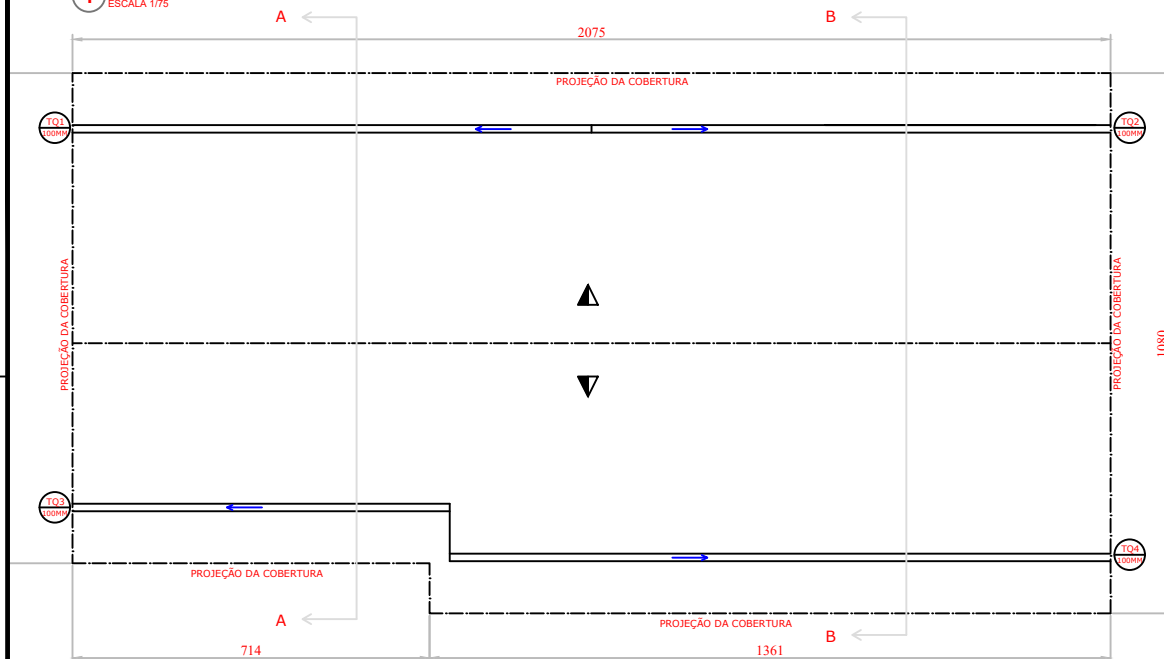 ESCALA 1/75
A
B
2075
PROJEÇÃO DA COBERTURA
TQ1
100MM
TQ2
100MM
PROJEÇÃO DA COBERTURA
PROJEÇÃO DA COBERTURA
1080
TQ3
100MM
TQ4
100MM
PROJEÇÃO DA COBERTURA
A
PROJEÇÃO DA COBERTURA
B
714
1361